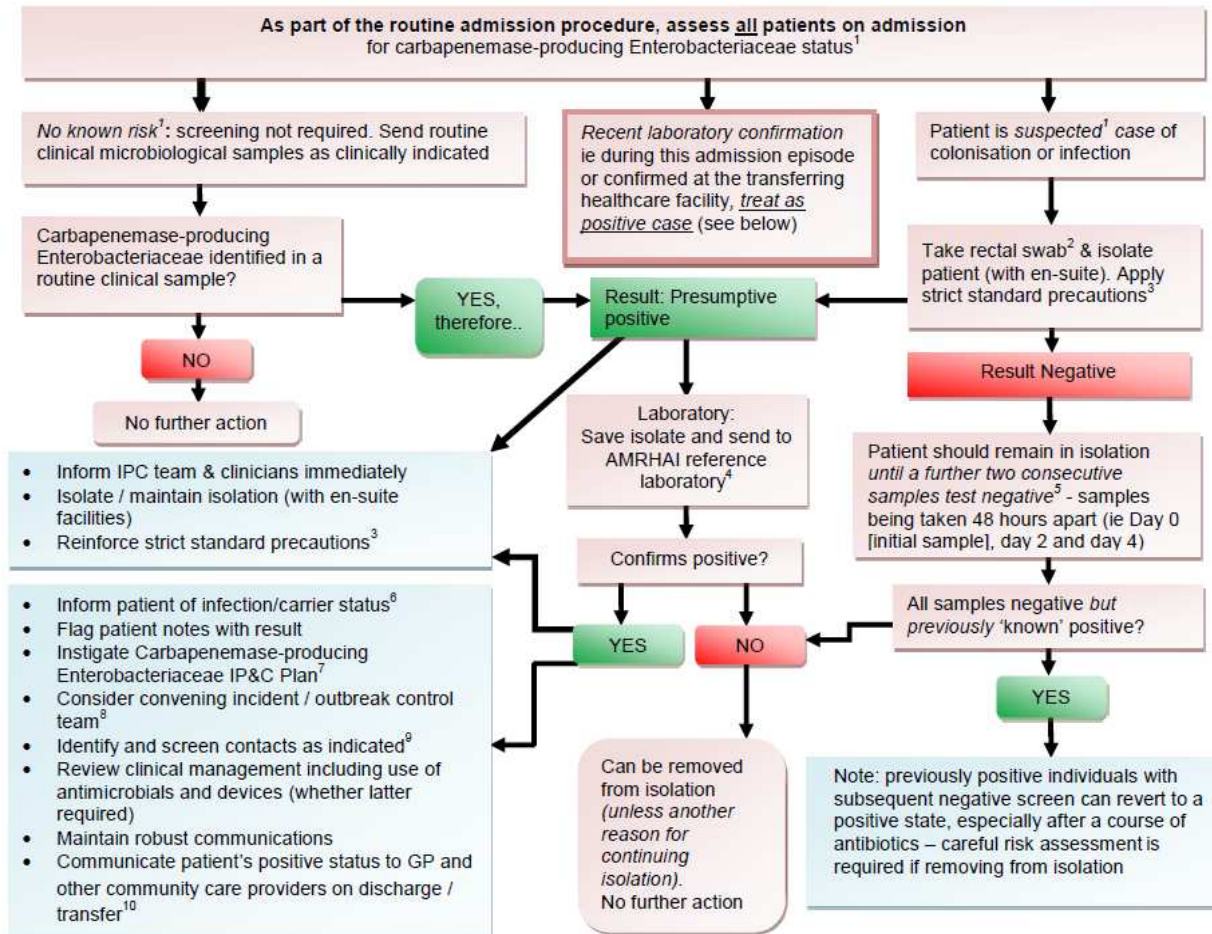 As part of the routine admission procedure, assess all patients on admission
for carbapenemase-producing Enterobacteriaceae status1
No known risk1: screening not required. Send routine
clinical microbiological samples as clinically indicated
Recent laboratory confirmation
ie during this admission episode
or confirmed at the transferring
healthcare facility, treat as
positive case (see below)
Patient is suspected1 case of
colonisation or infection
Carbapenemase-producing
Enterobacteriaceae identified in a
routine clinical sample?
Take rectal swab2 & isolate
patient (with en-suite). Apply
strict standard precautions3
YES,
therefore..
Result: Presumptive
positive
NO
Result Negative
No further action
Laboratory:
Save isolate and send to
AMRHAI reference
laboratory4
Patient should remain in isolation
until a further two consecutive
samples test negative5 - samples
being taken 48 hours apart (ie Day 0
[initial sample], day 2 and day 4)
• Inform IPC team & clinicians immediately
• Isolate / maintain isolation (with en-suite
facilities)
• Reinforce strict standard precautions3
Confirms positive?
All samples negative but
previously 'known' positive?
• Inform patient of infection/carrier status6
• Flag patient notes with result
• Instigate Carbapenemase-producing
Enterobacteriaceae IP&C Plan7
• Consider convening incident / outbreak control
team8
• Identify and screen contacts as indicated9
• Review clinical management including use of
antimicrobials and devices (whether latter
required)
• Maintain robust communications
• Communicate patient's positive status to GP and
other community care providers on discharge /
transfer10
YES
NO
YES
Can be removed
from isolation
(unless another
reason for
continuing
isolation).
No further action
Note: previously positive individuals with
subsequent negative screen can revert to a
positive state, especially after a course of
antibiotics – careful risk assessment is
required if removing from isolation